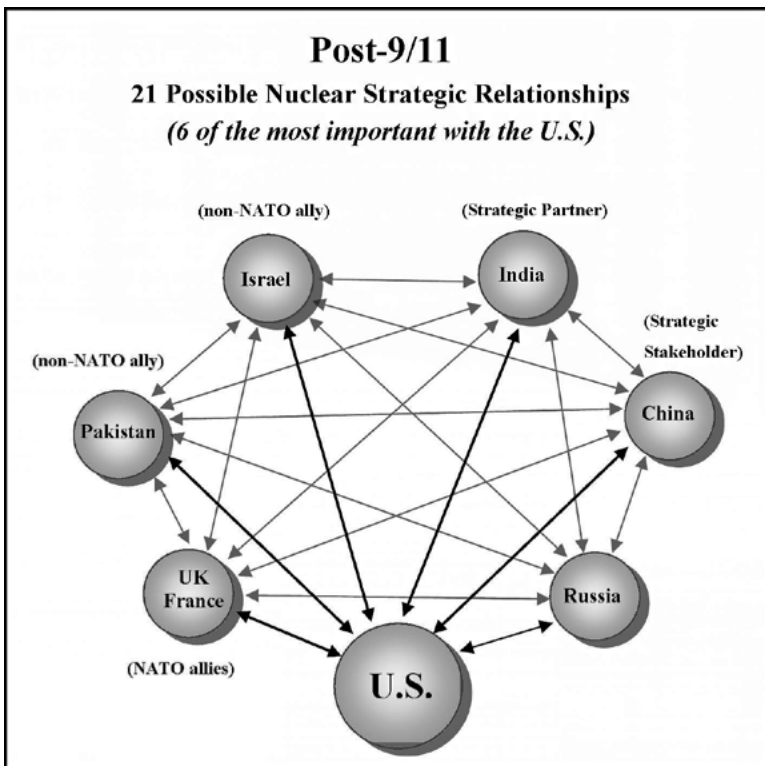 Post-9/11
21 Possible Nuclear Strategic Relationships
(6 of the most important with the U.S.)
(non-NATO ally)
(Strategic Partner)
Israel
India
(Strategic
Stakeholder)
(non-NATO ally)
China
Pakistan
UK
France
Russia
(NATO allies)
U.S.